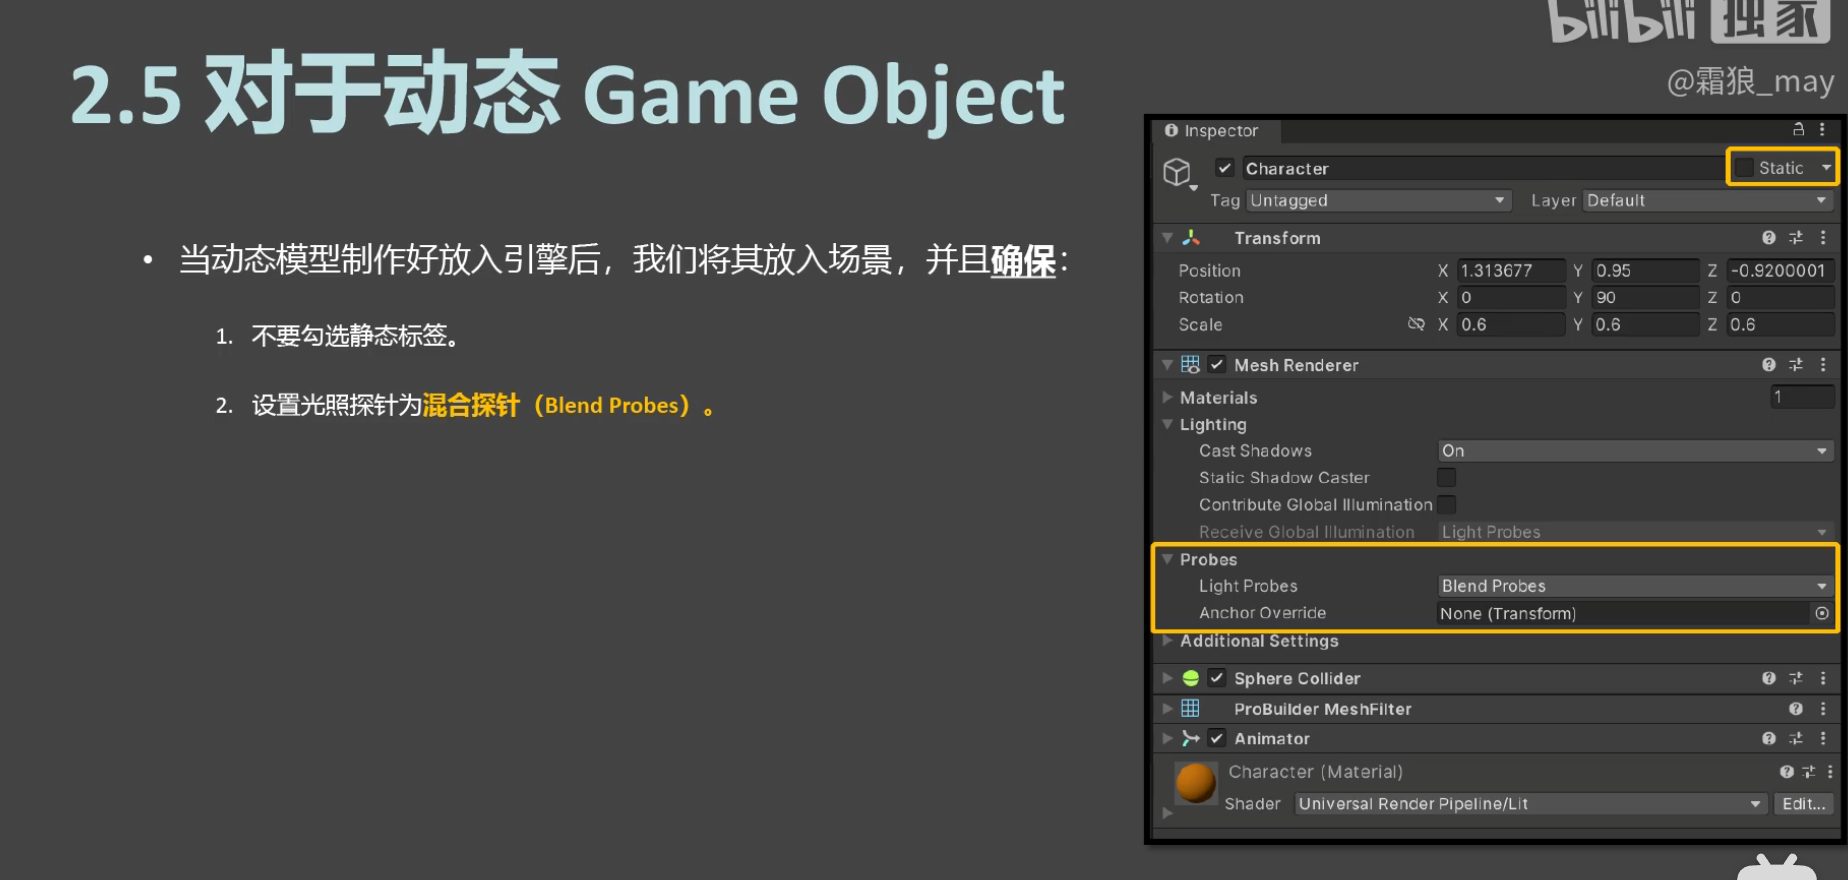 bilibili 独家
@霜狼_may
2.5 对于动态 Game Object
• 当动态模型制作好放入引擎后，我们将其放入场景，并且确保：
1. 不要勾选静态标签。
2. 设置光照探针为混合探针（Blend Probes）。
Inspector
Character Static
Tag Untagged Layer Default
Transform
Position X 1.313677 Y 0.95 Z -0.9200001
Rotation X 0 Y 90 Z 0
Scale X 0.6 Y 0.6 Z 0.6
Mesh Renderer
Materials 1
Lighting
Cast Shadows On
Static Shadow Caster
Contribute Global Illumination
Receive Global Illumination Light Probes
Probes
Light Probes Blend Probes
Anchor Override None (Transform)
Additional Settings
Sphere Collider
ProBuilder MeshFilter
Animator
Character (Material)
Shader Universal Render Pipeline/Lit Edit...